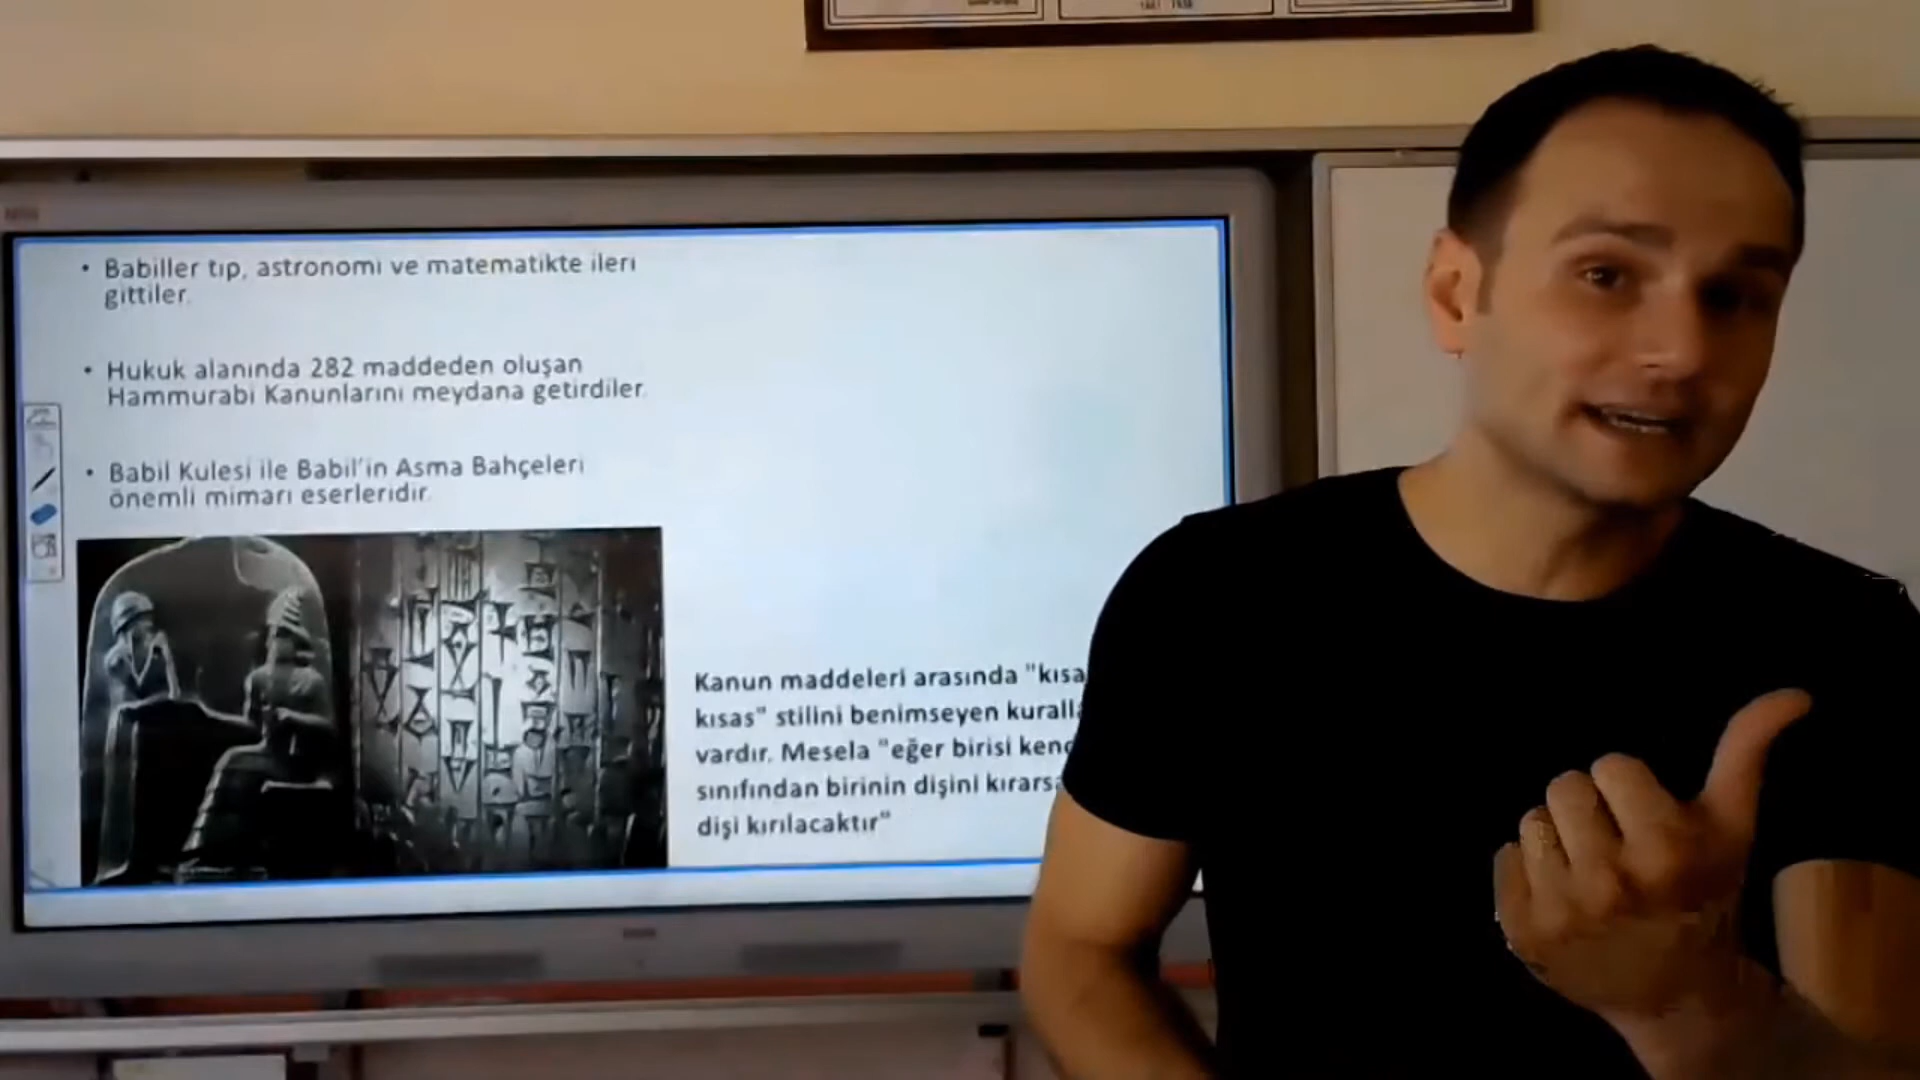 • Babiller tıp, astronomi ve matematikte ileri
gittiler.
• Hukuk alanında 282 maddeden oluşan
Hammurabi Kanunlarını meydana getirdiler.
• Babil Kulesi ile Babil'in Asma Bahçeleri
önemli mimari eserleridir.
Kanun maddeleri arasında "kısa
kısas" stilini benimseyen kuralla
vardır. Mesela "eğer birisi kend
sınıfından birinin dişini kırarsa
dişi kırılacaktır"